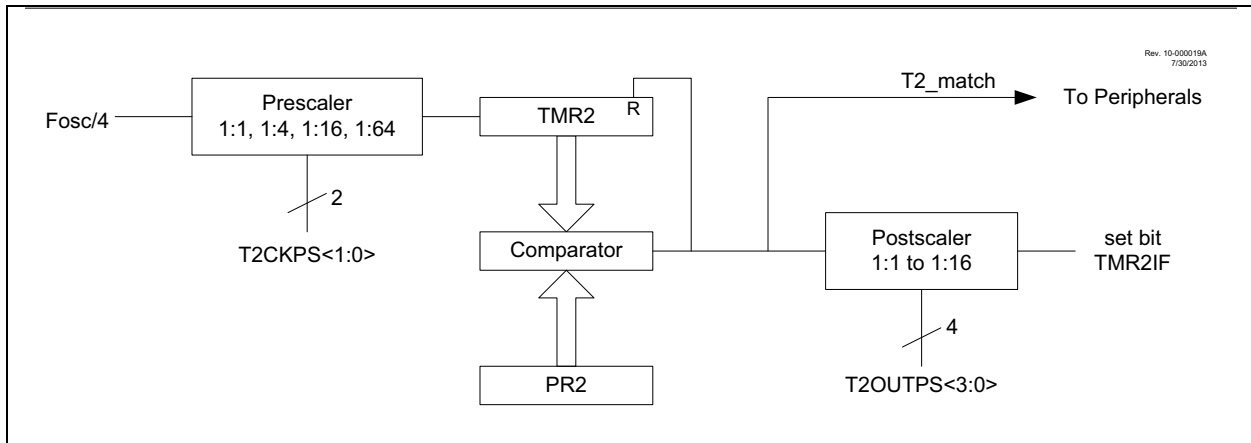 Rev. 10-000019A
7/30/2013
T2_match
To Peripherals
Fosc/4
Prescaler
1:1, 1:4, 1:16, 1:64
TMR2
R
2
T2CKPS<1:0>
Comparator
Postscaler
1:1 to 1:16
set bit
TMR2IF
4
T2OUTPS<3:0>
PR2